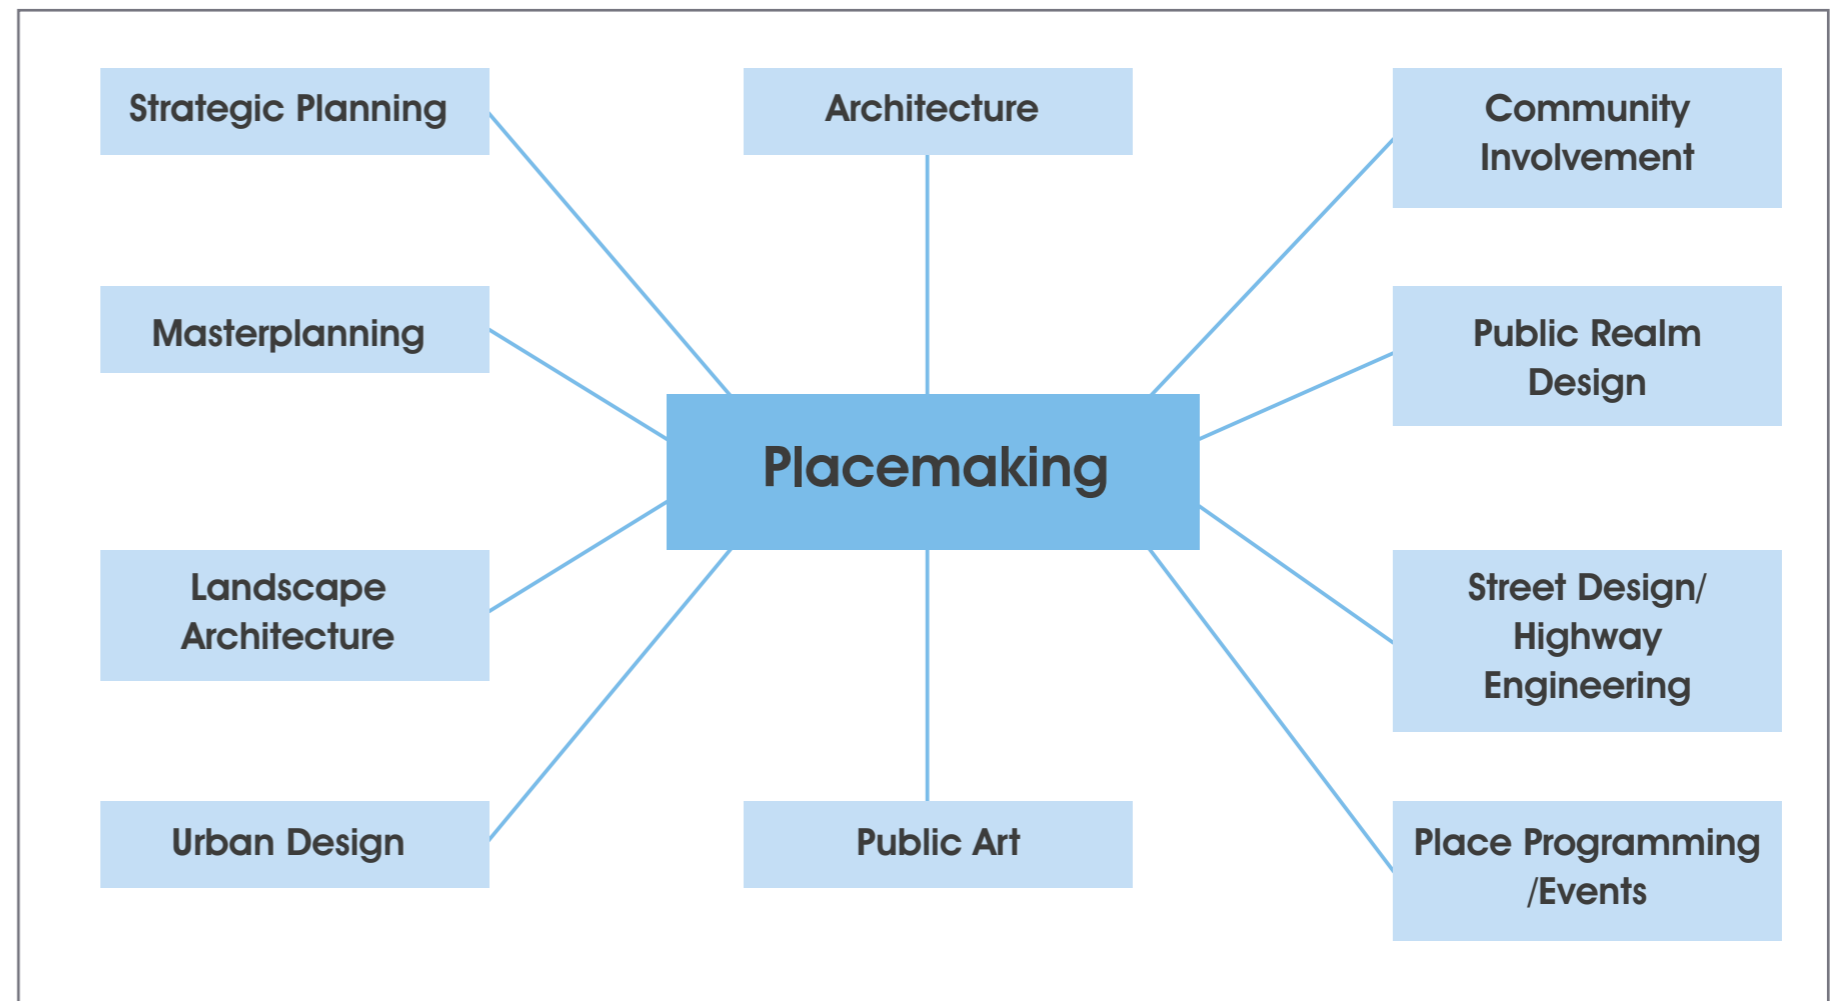 Strategic Planning
Architecture
Community
Involvement
Masterplanning
Public Realm
Design
Placemaking
Landscape
Architecture
Street Design/
Highway
Engineering
Urban Design
Public Art
Place Programming
/Events